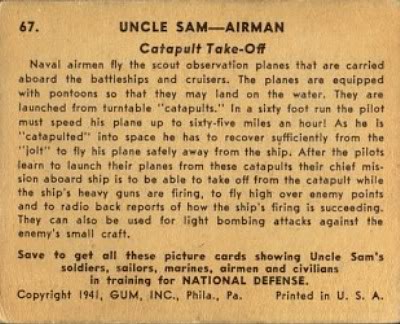 67. UNCLE SAM—AIRMAN
Catapult Take-Off
Naval airmen fly the scout observation planes that are carried
aboard the battleships and cruisers. The planes are equipped
with pontoons so that they may land on the water. They are
launched from turntable "catapults." In a sixty foot run the pilot
must speed his plane up to sixty-five miles an hour! As he is
"catapulted" into space he has to recover sufficiently from the
"jolt" to fly his plane safely away from the ship. After the pilots
learn to launch their planes from these catapults their chief mis-
sion aboard ship is to be able to take off from the catapult while
the ship's heavy guns are firing, to fly high over enemy points
and to radio back reports of how the ship's firing is succeeding.
They can also be used for light bombing attacks against the
enemy's small craft.
Save to get all these picture cards showing Uncle Sam's
soldiers, sailors, marines, airmen and civilians
in training for NATIONAL DEFENSE.
Copyright 1941, GUM, INC., Phila., Pa. Printed in U. S. A.